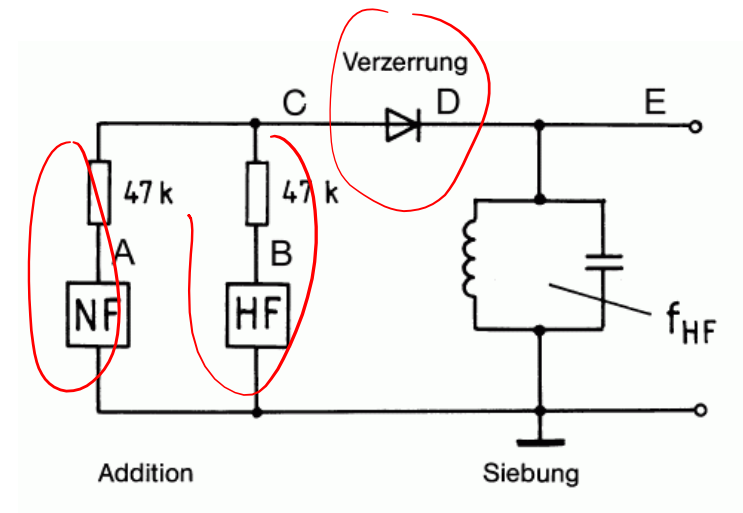 Verzerrung
C
D
E
47 k
47 k
A
B
NF
HF
fHF
Addition
Siebung